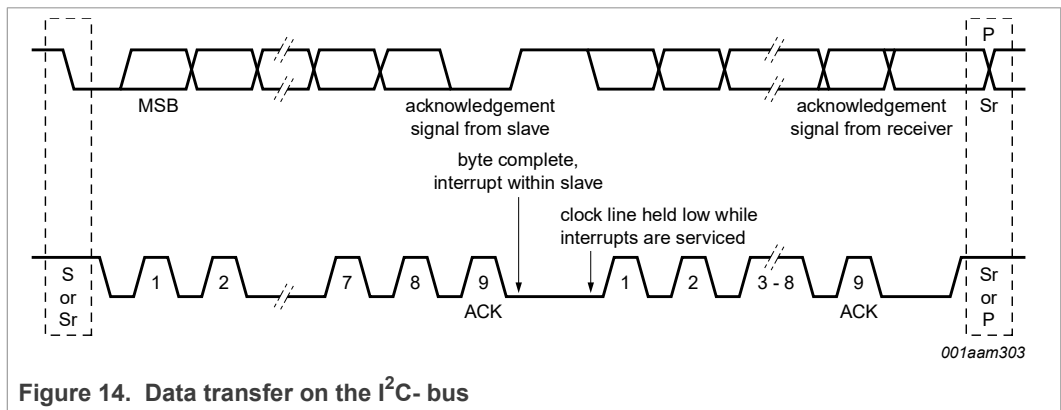 P
MSB
acknowledgement
signal from slave
acknowledgement
signal from receiver
Sr
byte complete,
interrupt within slave
clock line held low while
interrupts are serviced
S
or
Sr
1
2
7
8
9
ACK
1
2
3 - 8
9
ACK
Sr
or
P
001aam303
Figure 14. Data transfer on the I²C- bus